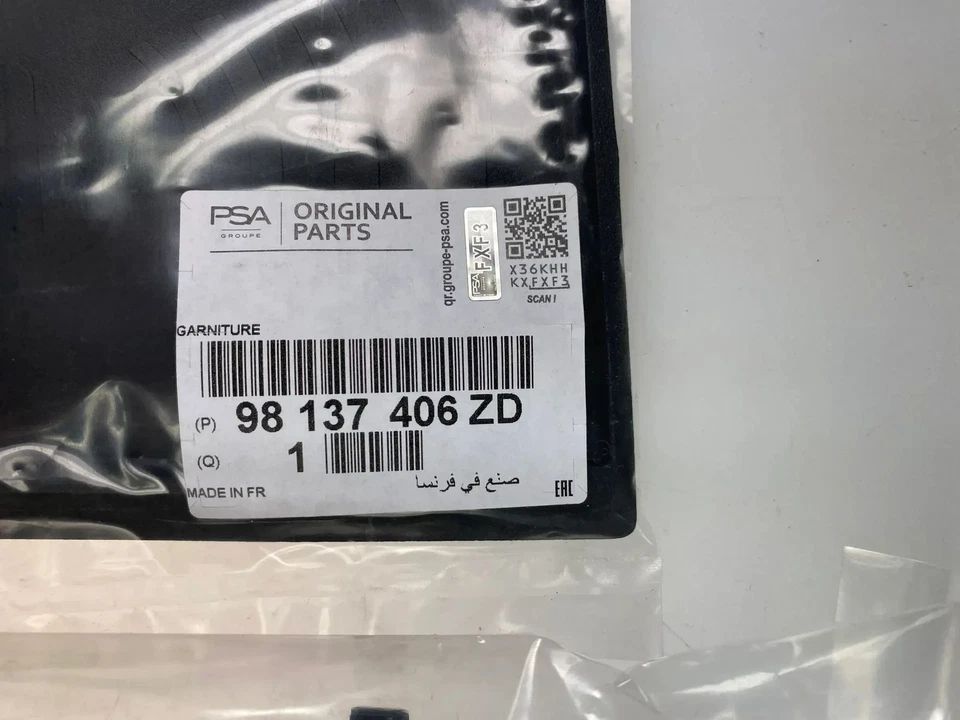 PSA
GROUPE
ORIGINAL
PARTS
qr.groupe-psa.com
PSA
FXF3
X36KHH
KXFXF3
SCAN!
GARNITURE
(P) 98 137 406 ZD
(Q) 1
صنع في فرنسا
MADE IN FR
EAC